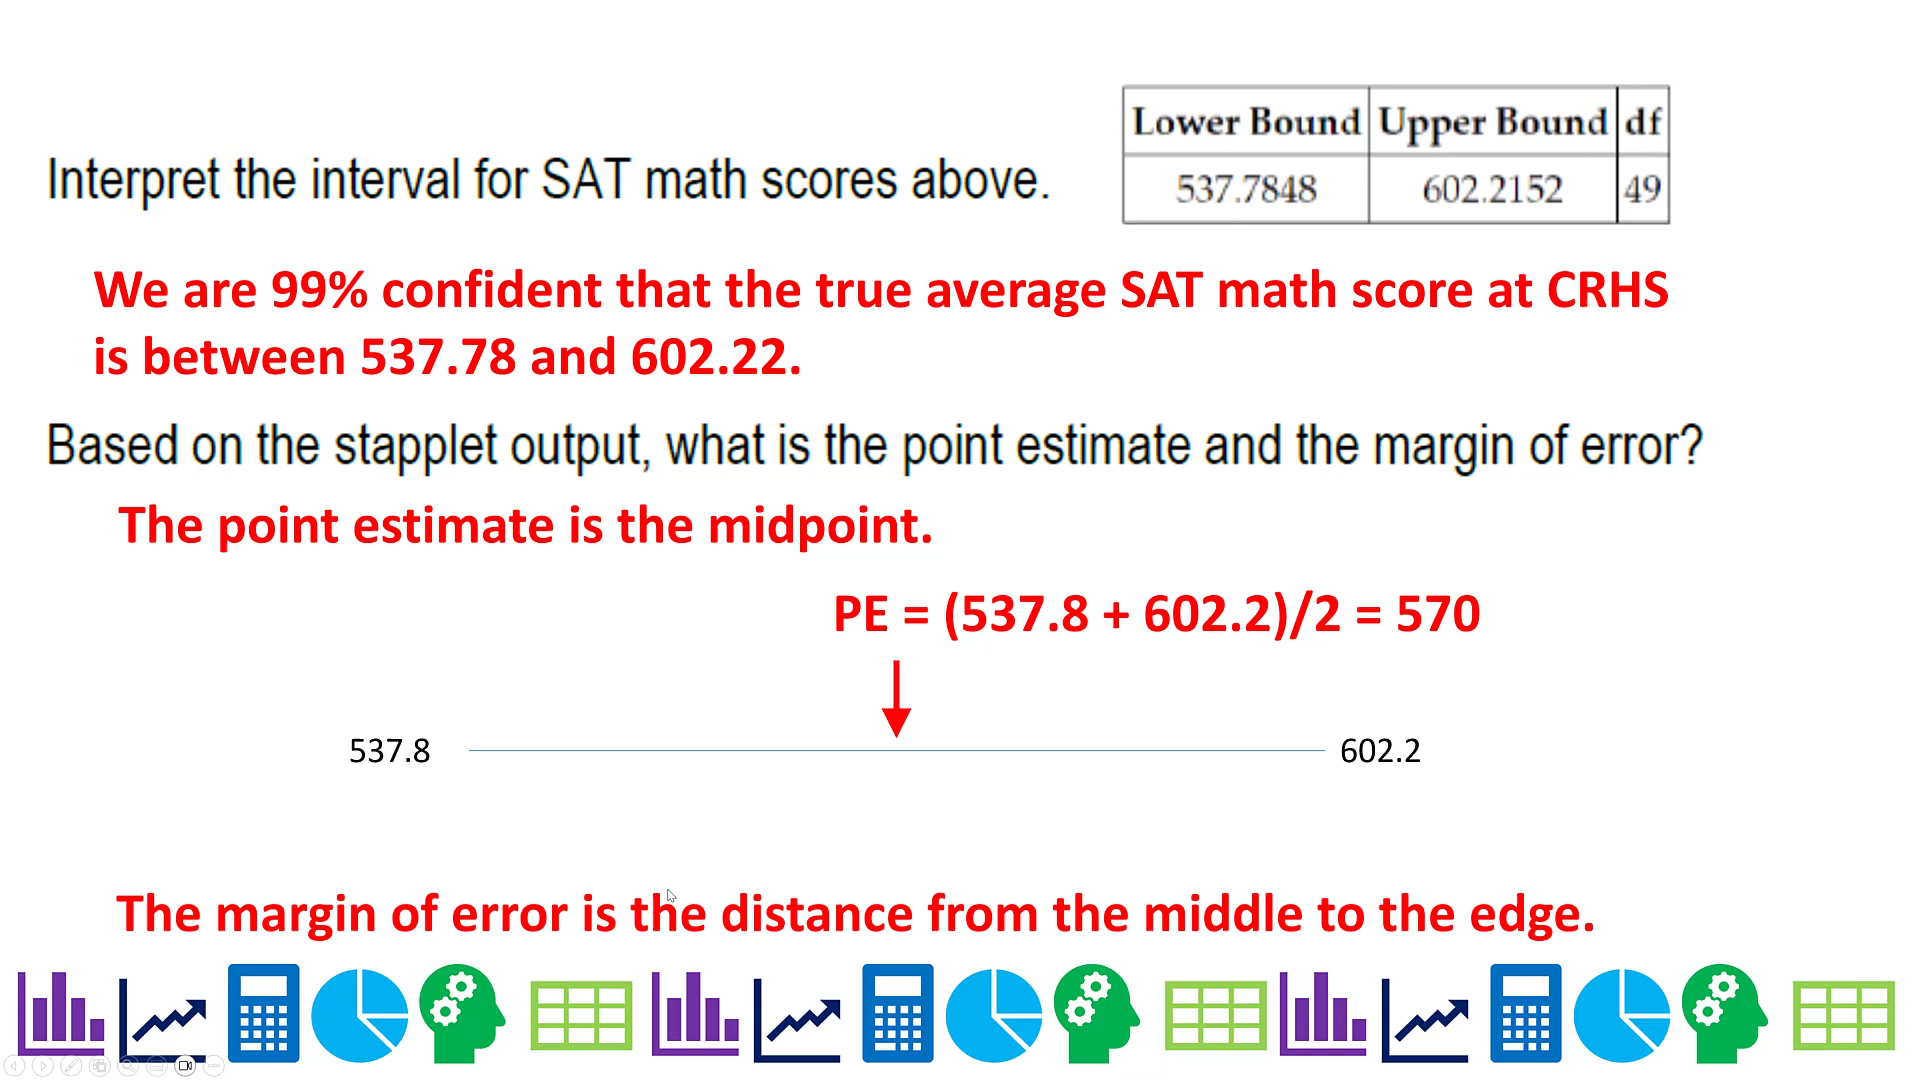 Lower Bound Upper Bound df
537.7848 602.2152 49
Interpret the interval for SAT math scores above.
We are 99% confident that the true average SAT math score at CRHS
is between 537.78 and 602.22.
Based on the stapplet output, what is the point estimate and the margin of error?
The point estimate is the midpoint.
PE = (537.8 + 602.2)/2 = 570
537.8 602.2
The margin of error is the distance from the middle to the edge.